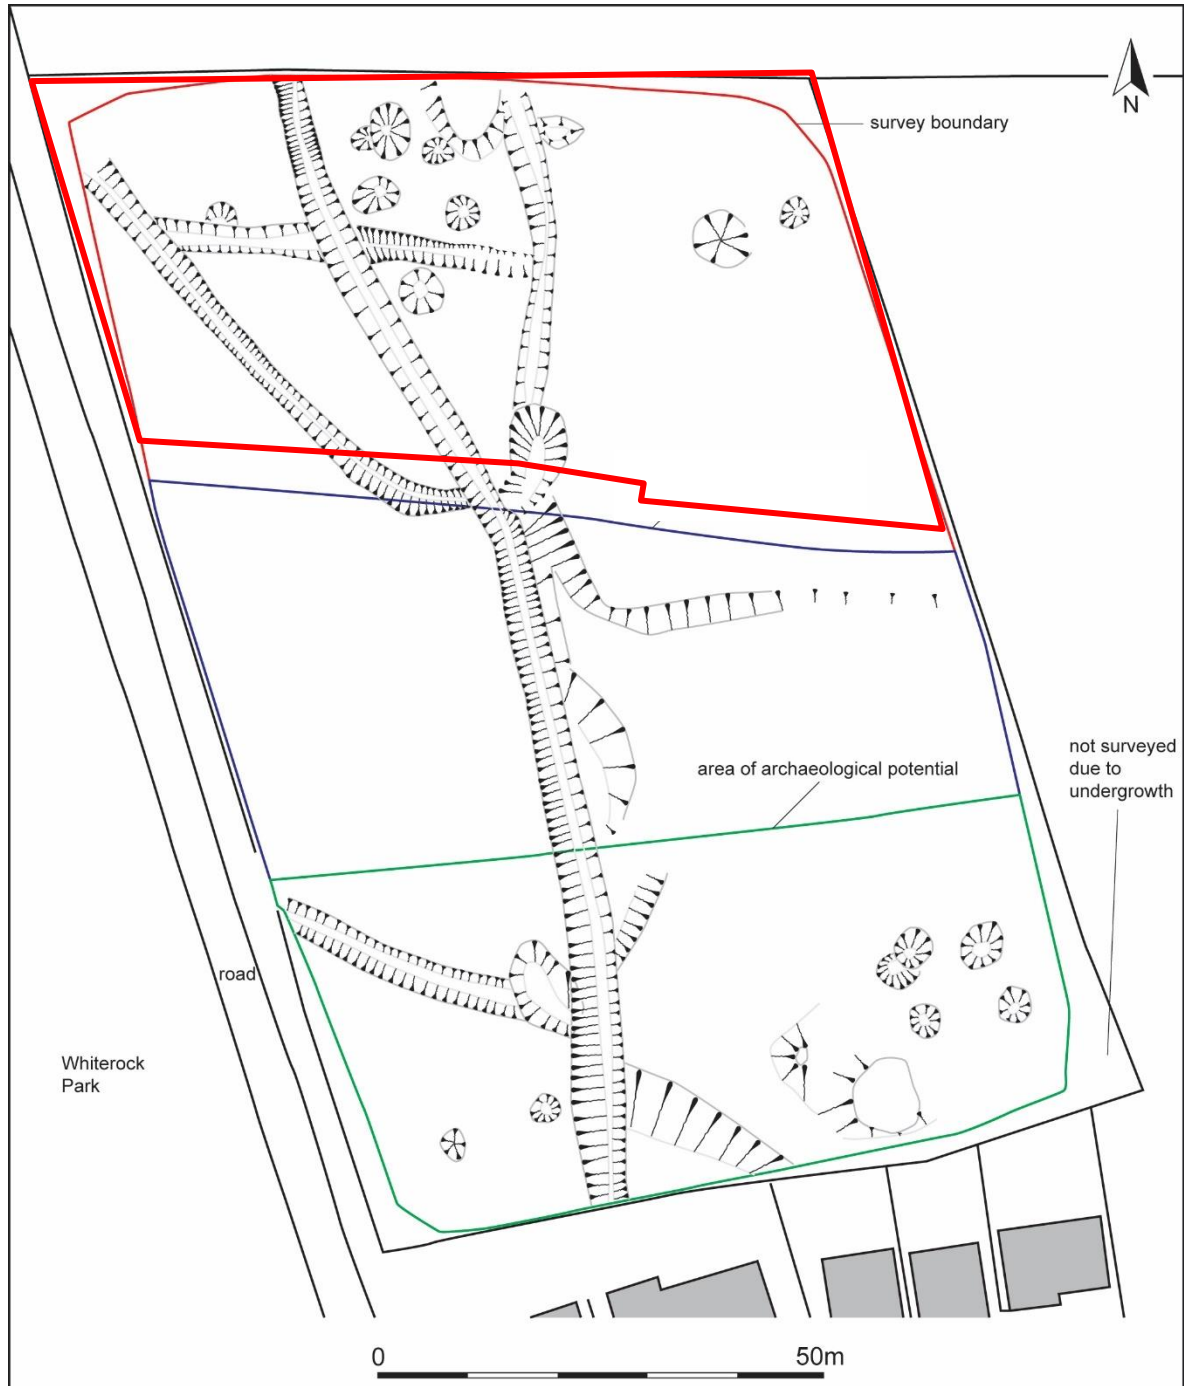 N
survey boundary
not surveyed
due to
undergrowth
area of archaeological potential
road
Whiterock
Park
0
50m